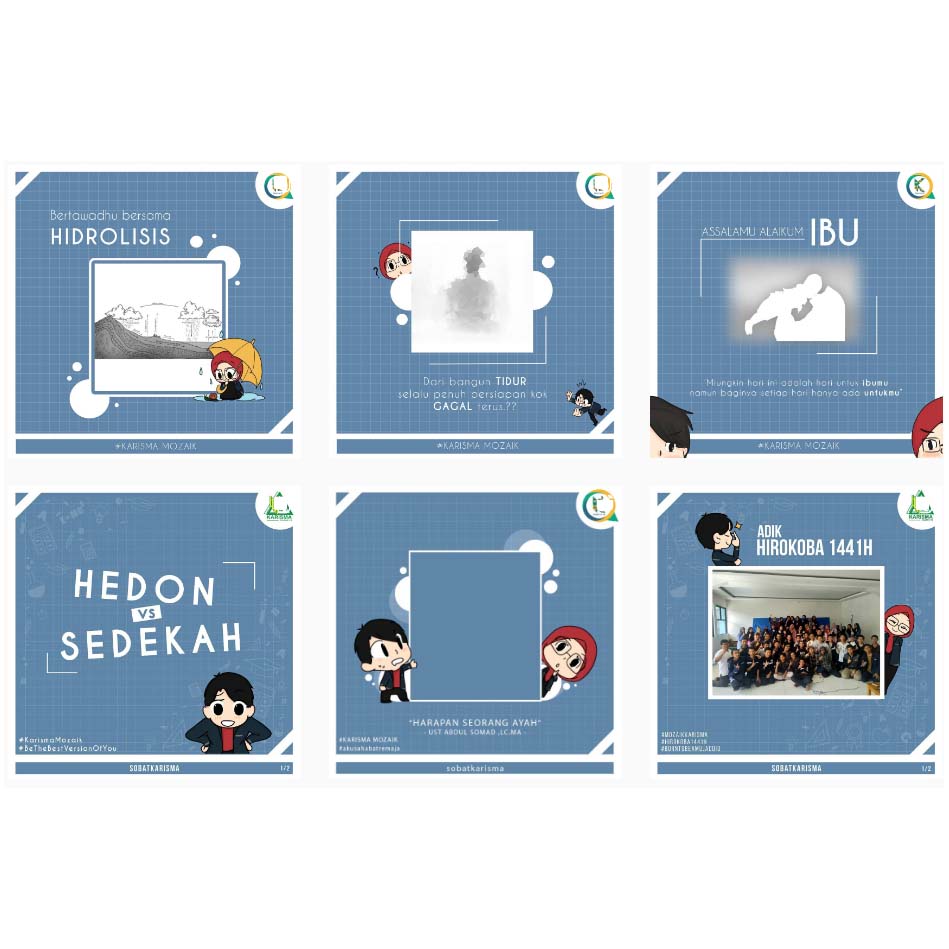 Bertawadhu bersama
HIDROLISIS
#KARISMA MOZAIK
?
Dari bangun TIDUR
selalu penuh persiapan kok
GAGAL terus.??
#KARISMA MOZAIK
K
ASSALAMU ALAIKUM IBU
"Miungkin hari ini adalah hari untuk ibumu
namun baginya setiap hari hanya ada untukmu"
#KARISMA MOZAIK
KARISMA
HEDON
VS
SEDEKAH
#KarismaMozaik
#BeTheBestVersionOfYou
SOBATKARISMA
1/2
"HARAPAN SEORANG AYAH"
- UST ABDUL SOMAD ,LC.MA -
#KARISMA MOZAIK
#akusahabatremaja
sobatkarisma
KARISMA
ADIK
HIROKOBA 1441H
#MOZAIKKARISMA
#HIROKOBA1441H
SOBATKARISMA
1/2